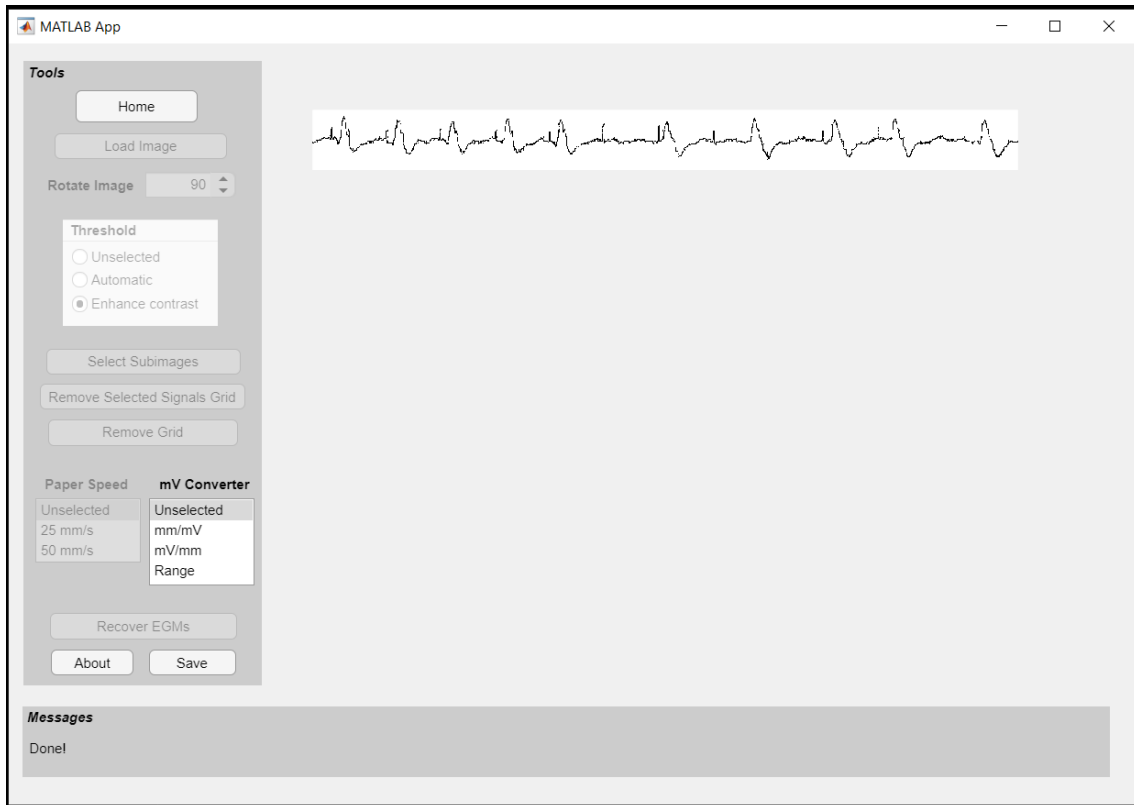 MATLAB App
Tools
Home
Load Image
Rotate Image 90
Threshold
Unselected
Automatic
Enhance contrast
Select Subimages
Remove Selected Signals Grid
Remove Grid
Paper Speed mV Converter
Unselected Unselected
25 mm/s mm/mV
50 mm/s mV/mm
Range
Recover EGMs
About Save
Messages
Done!